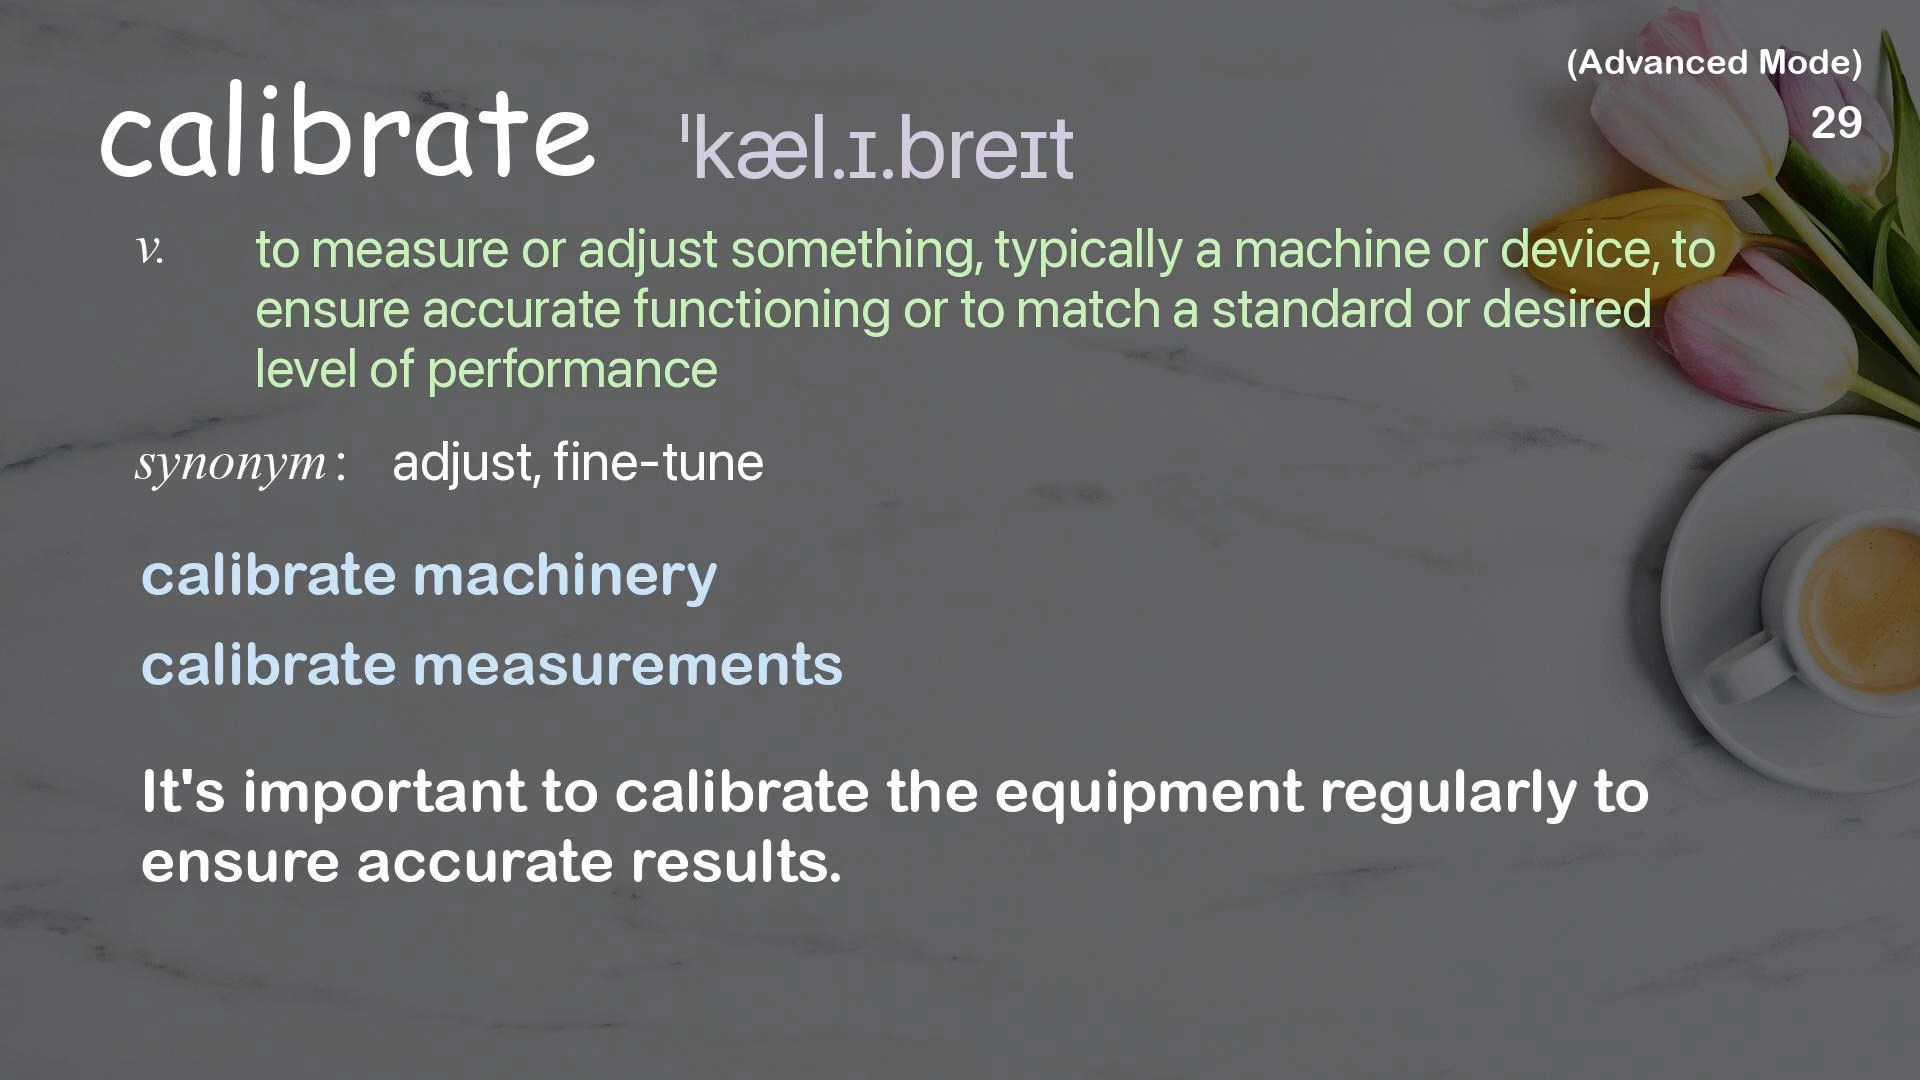 (Advanced Mode)
29
calibrate ˈkæl.ɪ.breɪt
v. to measure or adjust something, typically a machine or device, to
ensure accurate functioning or to match a standard or desired
level of performance
synonym: adjust, fine-tune
calibrate machinery
calibrate measurements
It's important to calibrate the equipment regularly to
ensure accurate results.